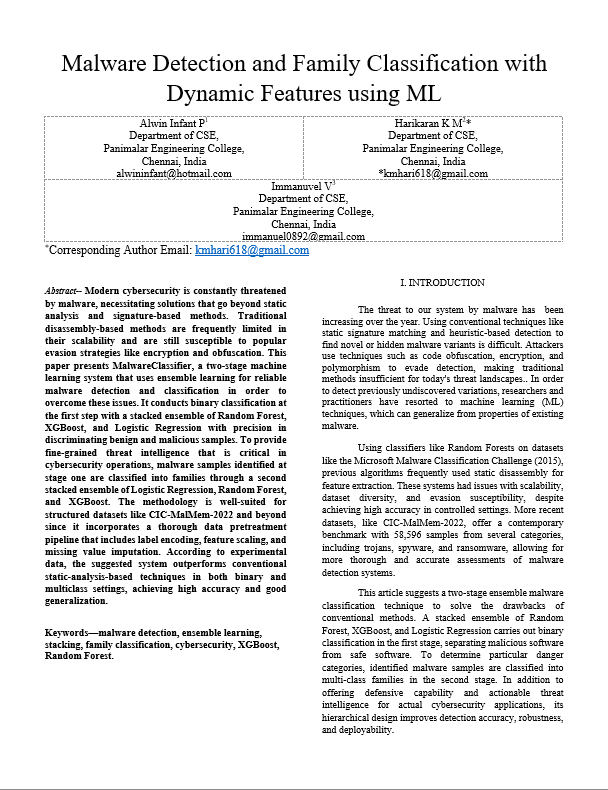 Malware Detection and Family Classification with
Dynamic Features using ML
Alwin Infant P1
Department of CSE,
Panimalar Engineering College,
Chennai, India
alwininfant@hotmail.com
Harikaran K M2*
Department of CSE,
Panimalar Engineering College,
Chennai, India
*kmhari618@gmail.com
Immanuvel V3
Department of CSE,
Panimalar Engineering College,
Chennai, India
immanuel0892@gmail.com
*Corresponding Author Email: kmhari618@gmail.com
Abstract-- Modern cybersecurity is constantly threatened
by malware, necessitating solutions that go beyond static
analysis and signature-based methods. Traditional
disassembly-based methods are frequently limited in
their scalability and are still susceptible to popular
evasion strategies like encryption and obfuscation. This
paper presents MalwareClassifier, a two-stage machine
learning system that uses ensemble learning for reliable
malware detection and classification in order to
overcome these issues. It conducts binary classification at
the first step with a stacked ensemble of Random Forest,
XGBoost, and Logistic Regression with precision in
discriminating benign and malicious samples. To provide
fine-grained threat intelligence that is critical in
cybersecurity operations, malware samples identified at
stage one are classified into families through a second
stacked ensemble of Logistic Regression, Random Forest,
and XGBoost. The methodology is well-suited for
structured datasets like CIC-MalMem-2022 and beyond
since it incorporates a thorough data pretreatment
pipeline that includes label encoding, feature scaling, and
missing value imputation. According to experimental
data, the suggested system outperforms conventional
static-analysis-based techniques in both binary and
multiclass settings, achieving high accuracy and good
generalization.
Keywords—malware detection, ensemble learning,
stacking, family classification, cybersecurity, XGBoost,
Random Forest.
I. INTRODUCTION
The threat to our system by malware has been
increasing over the year. Using conventional techniques like
static signature matching and heuristic-based detection to
find novel or hidden malware variants is difficult. Attackers
use techniques such as code obfuscation, encryption, and
polymorphism to evade detection, making traditional
methods insufficient for today's threat landscapes.. In order
to detect previously undiscovered variations, researchers and
practitioners have resorted to machine learning (ML)
techniques, which can generalize from properties of existing
malware.
Using classifiers like Random Forests on datasets
like the Microsoft Malware Classification Challenge (2015),
previous algorithms frequently used static disassembly for
feature extraction. These systems had issues with scalability,
dataset diversity, and evasion susceptibility, despite
achieving high accuracy in controlled settings. More recent
datasets, like CIC-MalMem-2022, offer a contemporary
benchmark with 58,596 samples from several categories,
including trojans, spyware, and ransomware, allowing for
more thorough and accurate assessments of malware
detection systems.
This article suggests a two-stage ensemble malware
classification technique to solve the drawbacks of
conventional methods. A stacked ensemble of Random
Forest, XGBoost, and Logistic Regression carries out binary
classification in the first stage, separating malicious software
from safe software. To determine particular danger
categories, identified malware samples are classified into
multi-class families in the second stage. In addition to
offering defensive capability and actionable threat
intelligence for actual cybersecurity applications, its
hierarchical design improves detection accuracy, robustness,
and deployability.